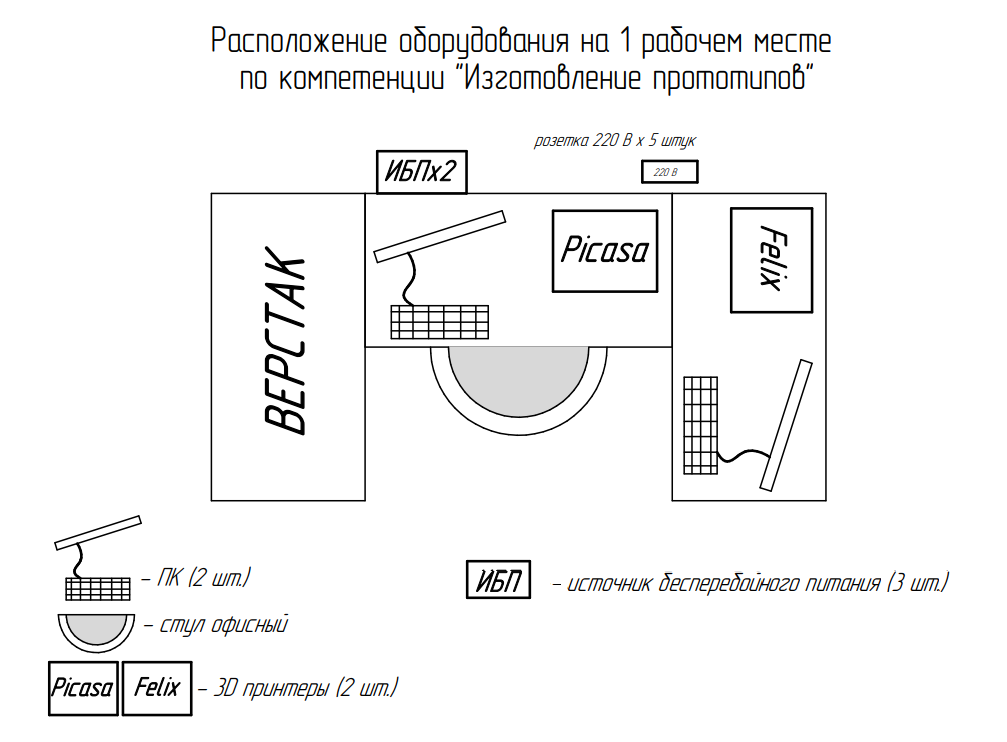 Расположение оборудования на 1 рабочем месте
по компетенции "Изготовление прототипов"
розетка 220 В х 5 штук
ИБПх2
220 В
ВЕРСТАК
Picasa
Felix
– ПК (2 шт.)
ИБП – источник бесперебойного питания (3 шт.)
– стул офисный
Picasa Felix – 3D принтеры (2 шт.)